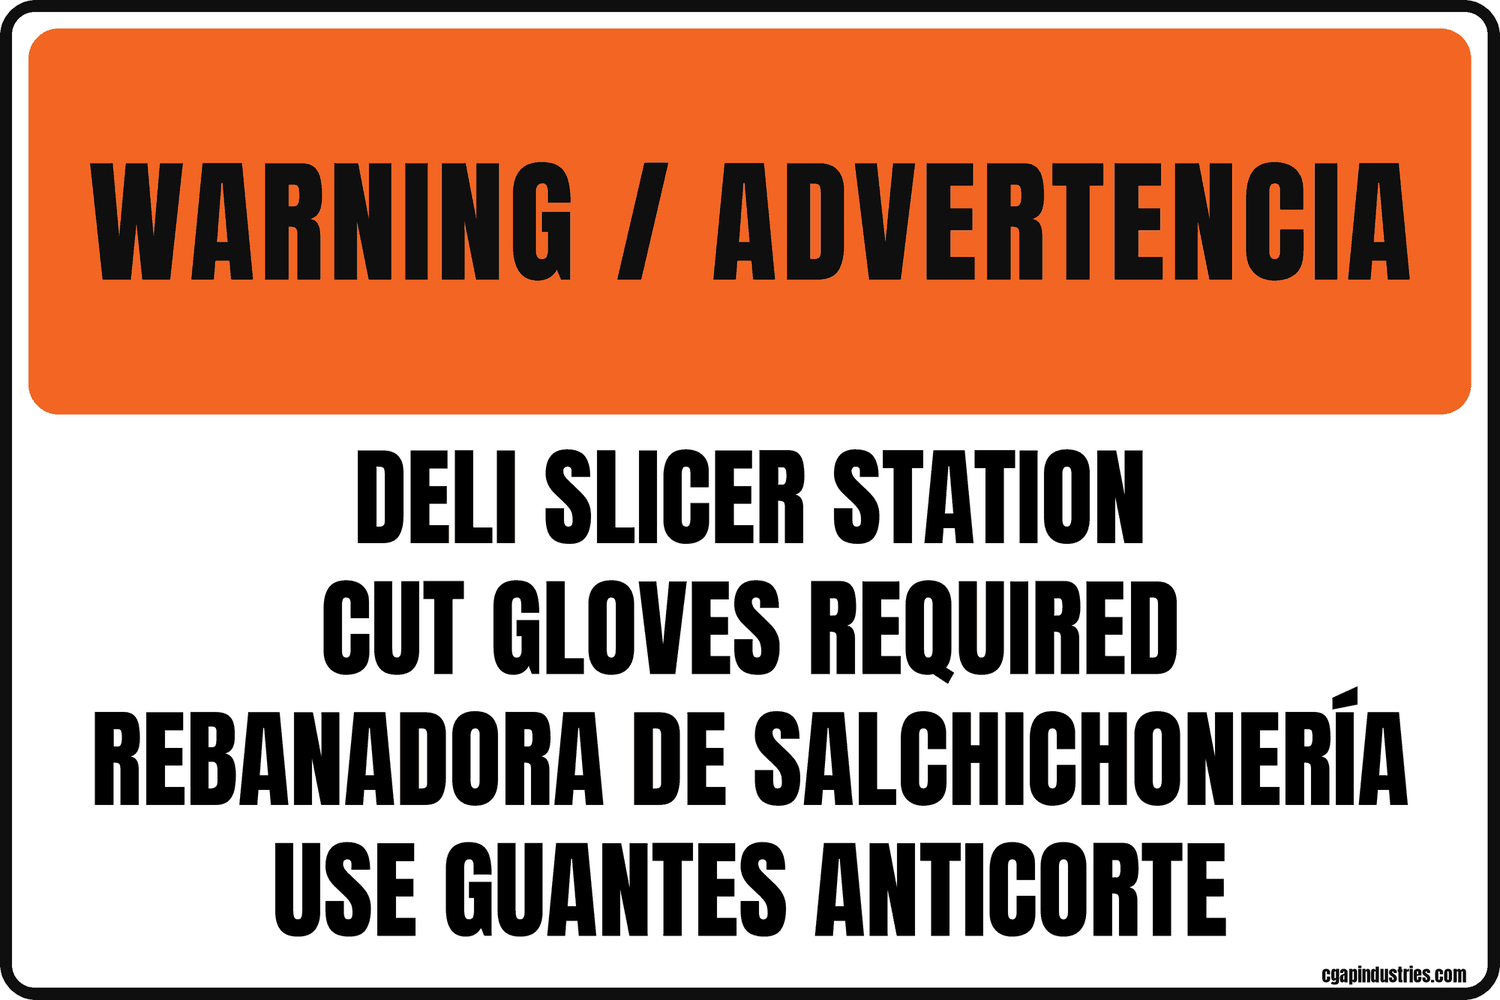 WARNING / ADVERTENCIA
DELI SLICER STATION
CUT GLOVES REQUIRED
REBANADORA DE SALCHICHONERÍA
USE GUANTES ANTICORTE
cgapindustries.com